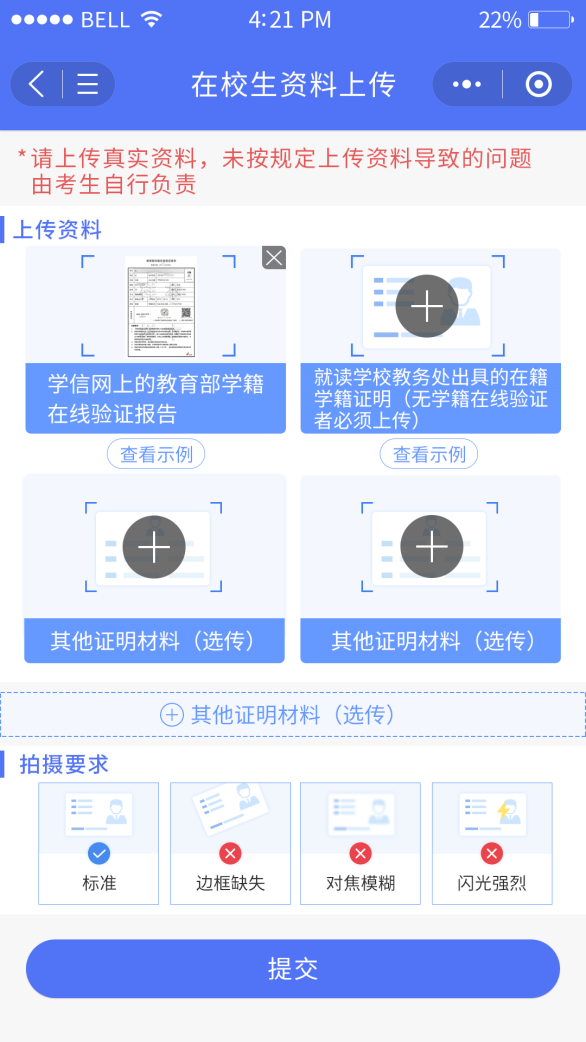 BELL 4:21 PM 22%
在校生资料上传
*请上传真实资料，未按规定上传资料导致的问题
由考生自行负责
上传资料
学信网上的教育部学籍
在线验证报告
就读学校教务处出具的在籍
学籍证明（无学籍在线验证
者必须上传）
查看示例
查看示例
其他证明材料（选传）
其他证明材料（选传）
其他证明材料（选传）
拍摄要求
标准
边框缺失
对焦模糊
闪光强烈
提交